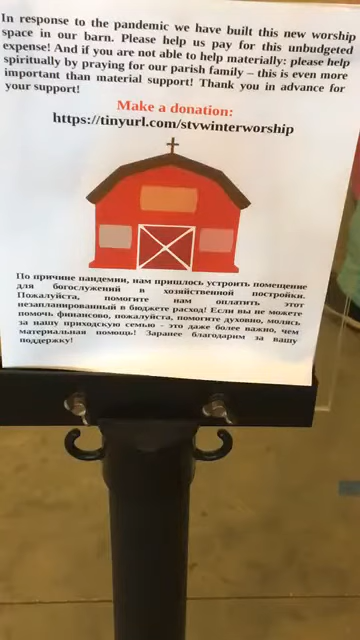 In response to the pandemic we have built this new worship
space in our barn. Please help us pay for this unbudgeted
expense! And if you are not able to help materially: please help
spiritually by praying for our parish family – this is even more
important than material support! Thank you in advance for
your support!
Make a donation:
https://tinyurl.com/stvwinterworship
По причине пандемии, нам пришлось устроить помещение
для богослужений в хозяйственной постройки.
Пожалуйста, помогите нам оплатить этот
незапланированный в бюджете расход! Если вы не можете
помочь финансово, пожалуйста, помогите духовно, молясь
за нашу приходскую семью - это даже более важно, чем
материальная помощь! Заранее благодарим за вашу
поддержку!